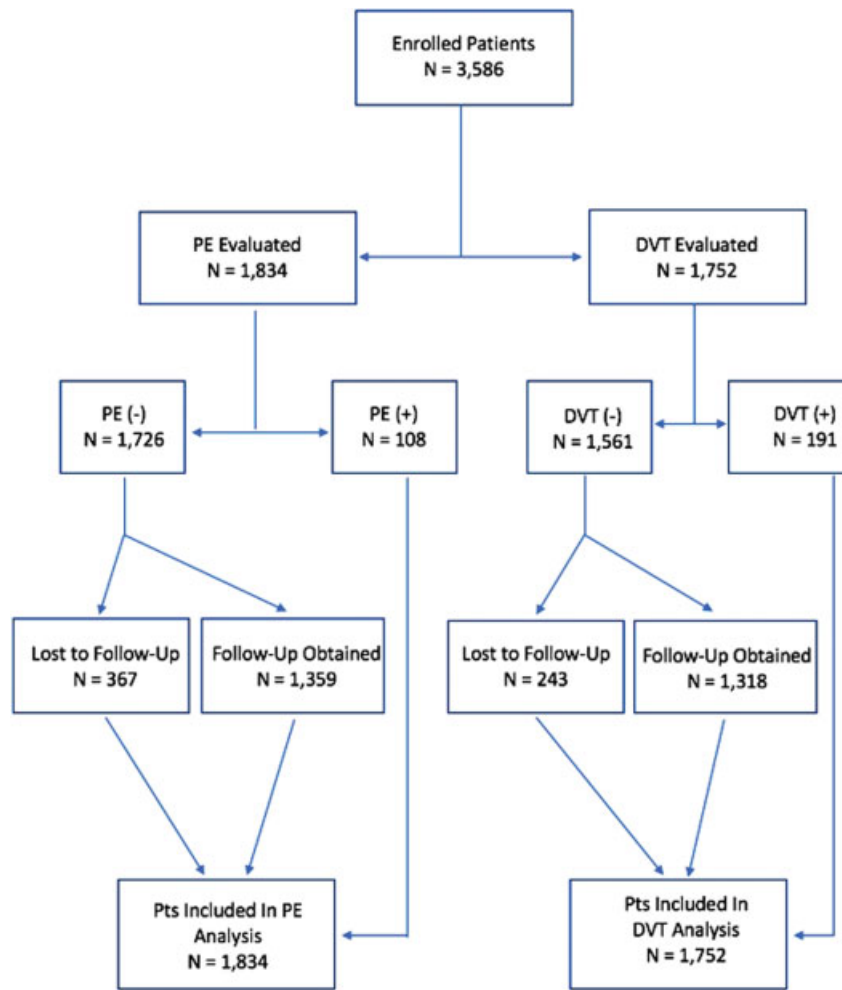 Enrolled Patients
N = 3,586
PE Evaluated
N = 1,834
DVT Evaluated
N = 1,752
PE (-)
N = 1,726
PE (+)
N = 108
DVT (-)
N = 1,561
DVT (+)
N = 191
Lost to Follow-Up
N = 367
Follow-Up Obtained
N = 1,359
Lost to Follow-Up
N = 243
Follow-Up Obtained
N = 1,318
Pts Included In PE
Analysis
N = 1,834
Pts Included In
DVT Analysis
N = 1,752